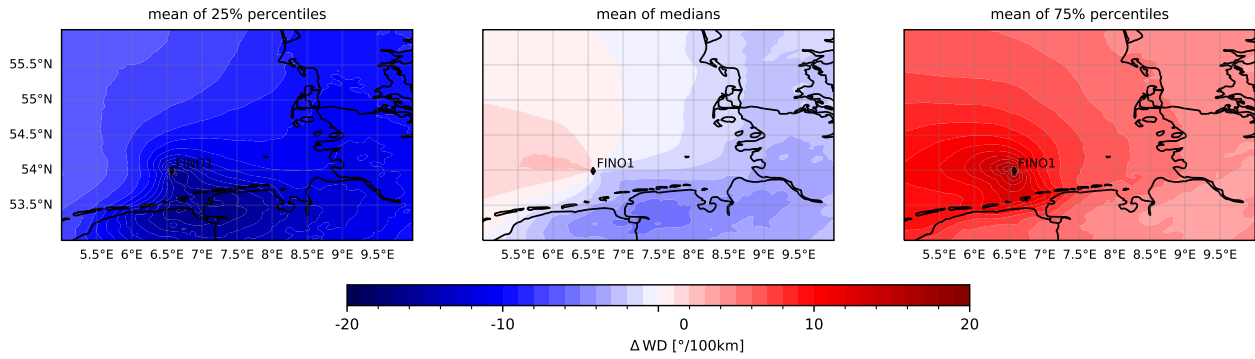 mean of 25% percentiles
mean of medians
mean of 75% percentiles
55.5°N
55°N
54.5°N
54°N
53.5°N
FINO1
FINO1
FINO1
5.5°E 6°E 6.5°E 7°E 7.5°E 8°E 8.5°E 9°E 9.5°E
5.5°E 6°E 6.5°E 7°E 7.5°E 8°E 8.5°E 9°E 9.5°E
5.5°E 6°E 6.5°E 7°E 7.5°E 8°E 8.5°E 9°E 9.5°E
-20 -10 0 10 20
Δ WD [°/100km]